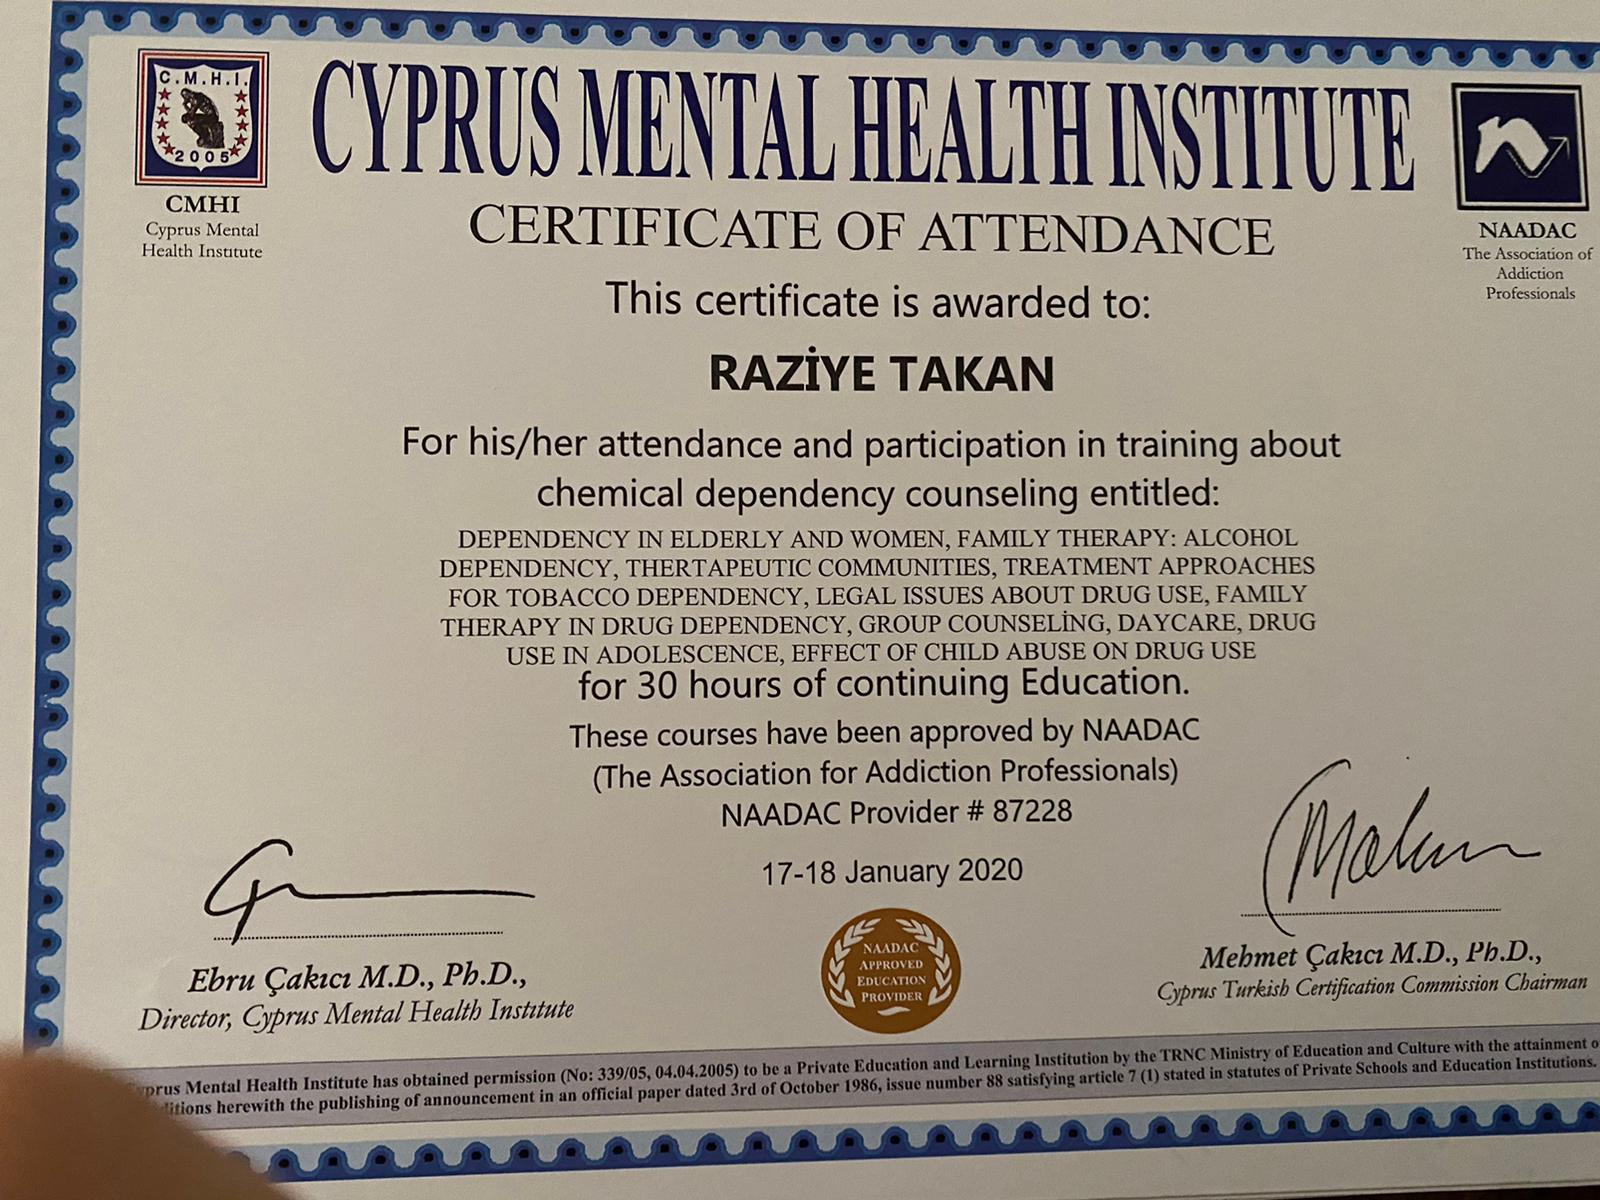 C.M.H.I.
2005
CMHI
Cyprus Mental
Health Institute
CYPRUS MENTAL HEALTH INSTITUTE
NAADAC
The Association of
Addiction
Professionals
CERTIFICATE OF ATTENDANCE
This certificate is awarded to:
RAZİYE TAKAN
For his/her attendance and participation in training about
chemical dependency counseling entitled:
DEPENDENCY IN ELDERLY AND WOMEN, FAMILY THERAPY: ALCOHOL
DEPENDENCY, THERTAPEUTIC COMMUNITIES, TREATMENT APPROACHES
FOR TOBACCO DEPENDENCY, LEGAL ISSUES ABOUT DRUG USE, FAMILY
THERAPY IN DRUG DEPENDENCY, GROUP COUNSELİNG, DAYCARE, DRUG
USE IN ADOLESCENCE, EFFECT OF CHILD ABUSE ON DRUG USE
for 30 hours of continuing Education.
These courses have been approved by NAADAC
(The Association for Addiction Professionals)
NAADAC Provider # 87228
17-18 January 2020
Ebru Çakıcı M.D., Ph.D.,
Director, Cyprus Mental Health Institute
NAADAC
APPROVED
EDUCATION
PROVIDER
Mehmet Çakıcı M.D., Ph.D.,
Cyprus Turkish Certification Commission Chairman
Mental Health Institute has obtained permission (No: 339/05, 04.04.2005) to be a Private Education and Learning Institution by the TRNC Ministry of Education and Culture with the attainment
herewith the publishing of announcement in an official paper dated 3rd of October 1986, issue number 88 satisfying article 7 (1) stated in statutes of Private Schools and Education Institutions.